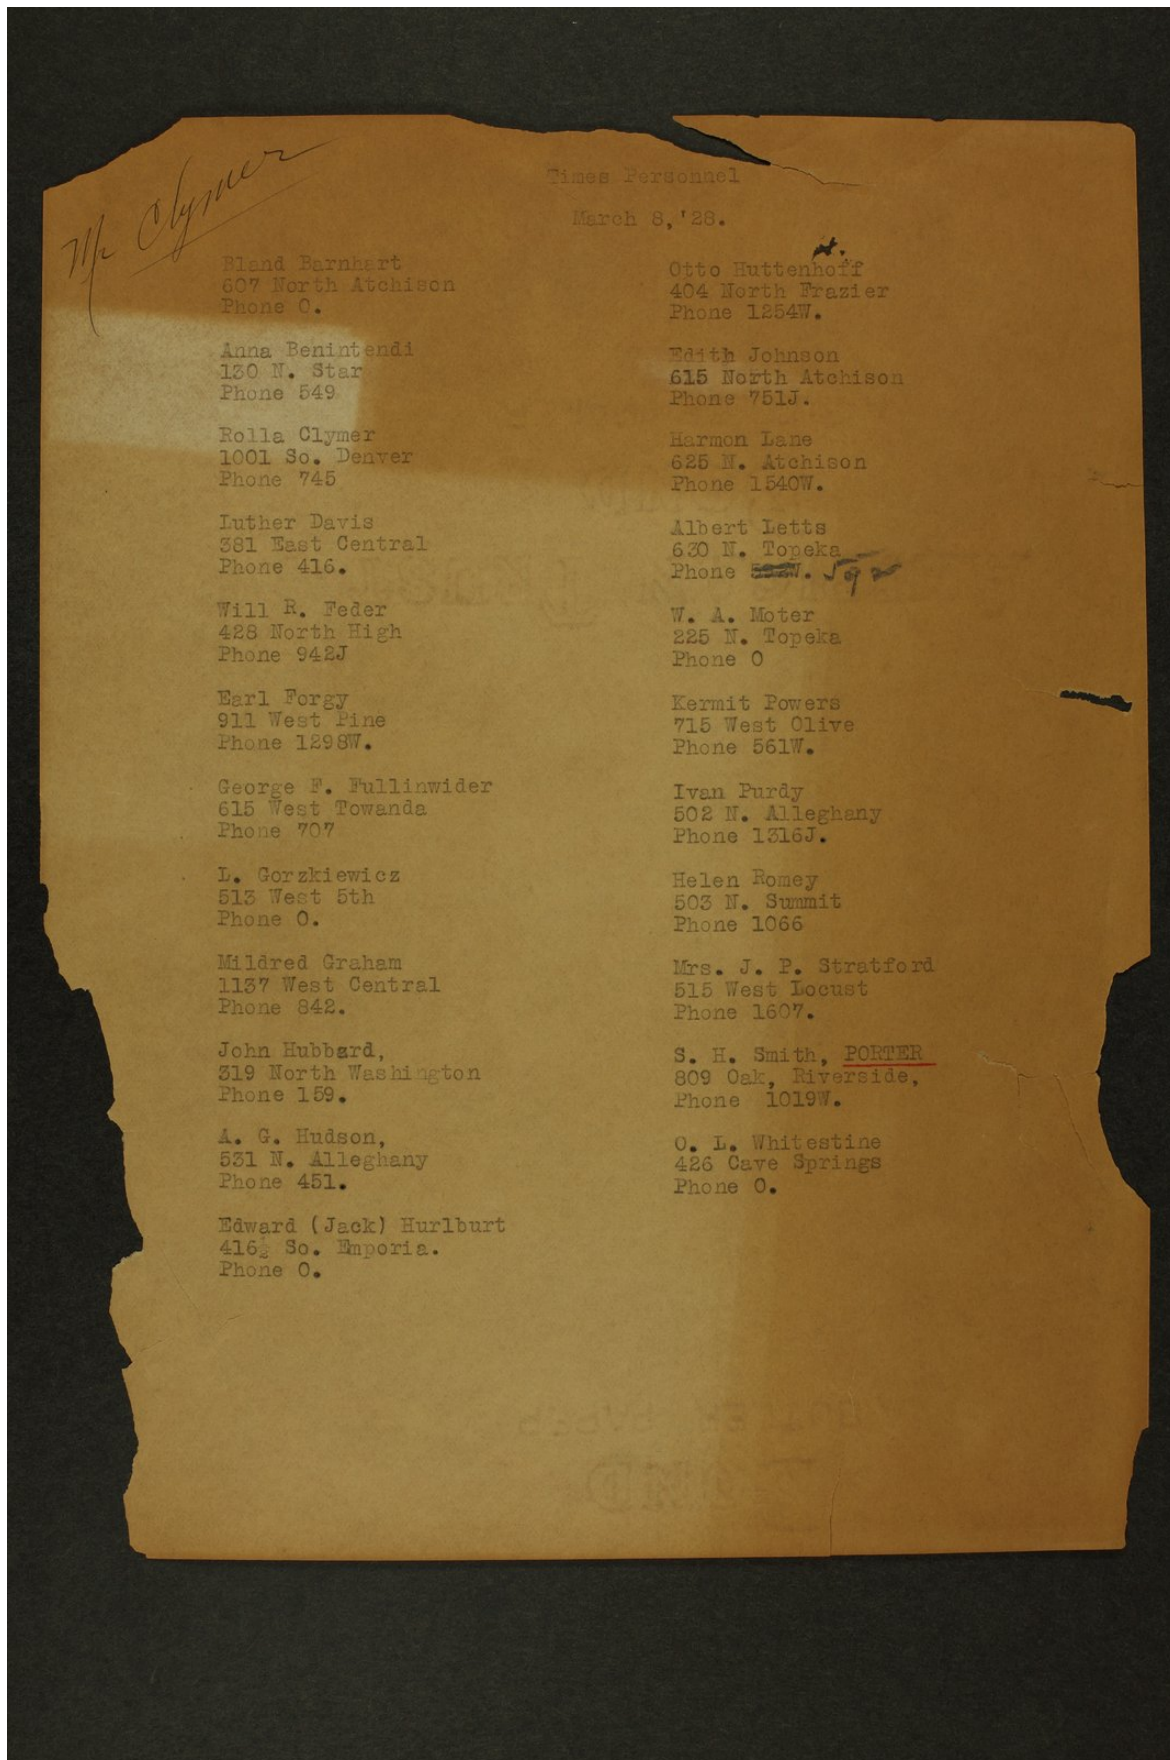 Mr Clymer
Times Personnel
March 8, '28.
Bland Barnhart
607 North Atchison
Phone O.
Anna Benintendi
130 N. Star
Phone 549
Rolla Clymer
1001 So. Denver
Phone 745
Luther Davis
381 East Central
Phone 416.
Will R. Feder
428 North High
Phone 942J
Earl Forgy
911 West Pine
Phone 1298W.
George F. Fullinwider
615 West Towanda
Phone 707
L. Gorzkiewicz
513 West 5th
Phone O.
Mildred Graham
1137 West Central
Phone 842.
John Hubbard,
319 North Washington
Phone 159.
A. G. Hudson,
531 N. Alleghany
Phone 451.
Edward (Jack) Hurlburt
416½ So. Emporia.
Phone O.
Otto Huttenhoff
404 North Frazier
Phone 1254W.
Edith Johnson
615 North Atchison
Phone 751J.
Harmon Lane
625 N. Atchison
Phone 1540W.
Albert Letts
630 N. Topeka
Phone 592
W. A. Moter
225 N. Topeka
Phone O
Kermit Powers
715 West Olive
Phone 561W.
Ivan Purdy
502 N. Alleghany
Phone 1316J.
Helen Romey
503 N. Summit
Phone 1066
Mrs. J. P. Stratford
515 West Locust
Phone 1607.
S. H. Smith, PORTER
809 Oak, Riverside,
Phone 1019W.
O. L. Whitestine
426 Cave Springs
Phone O.